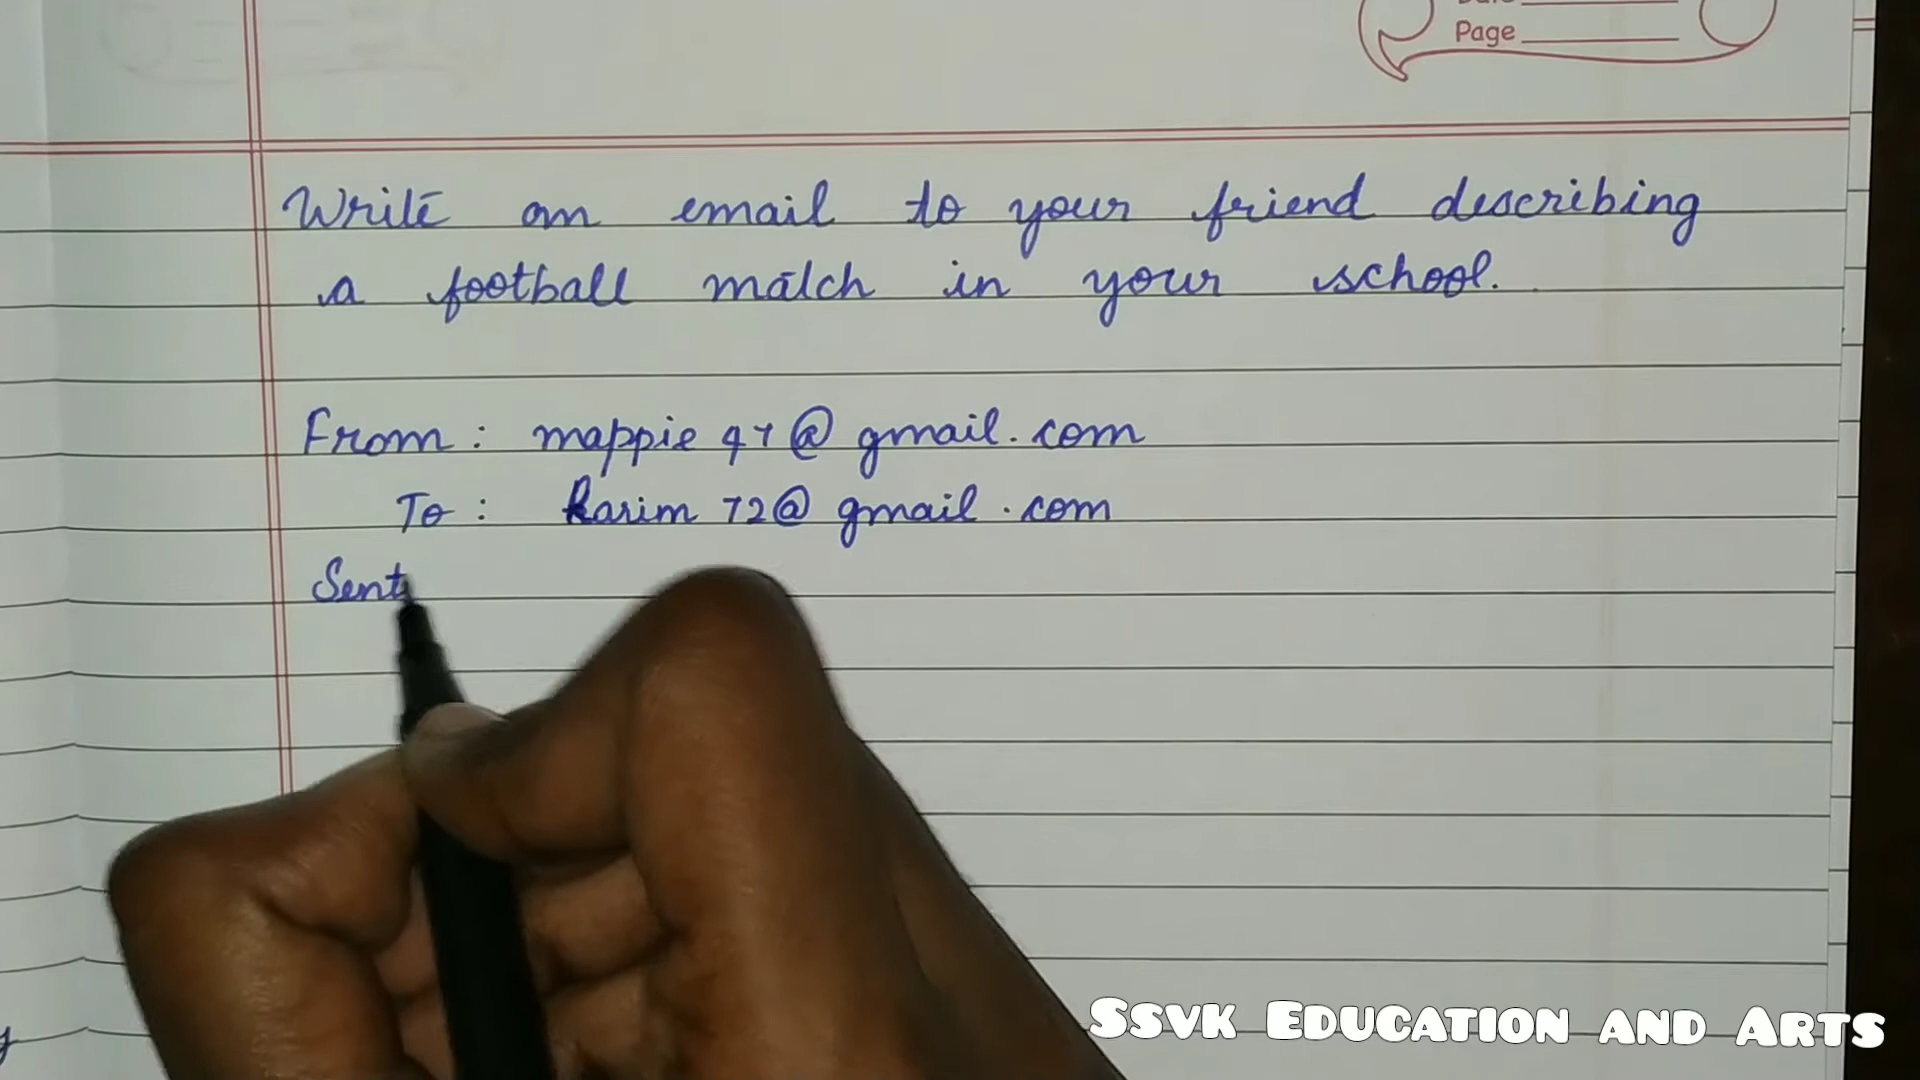 Page
Write an email to your friend describing
a football match in your school.
From: mappie 47@gmail.com
To: karim 72@gmail.com
Sent
SSVK EDUCATION AND ARTS